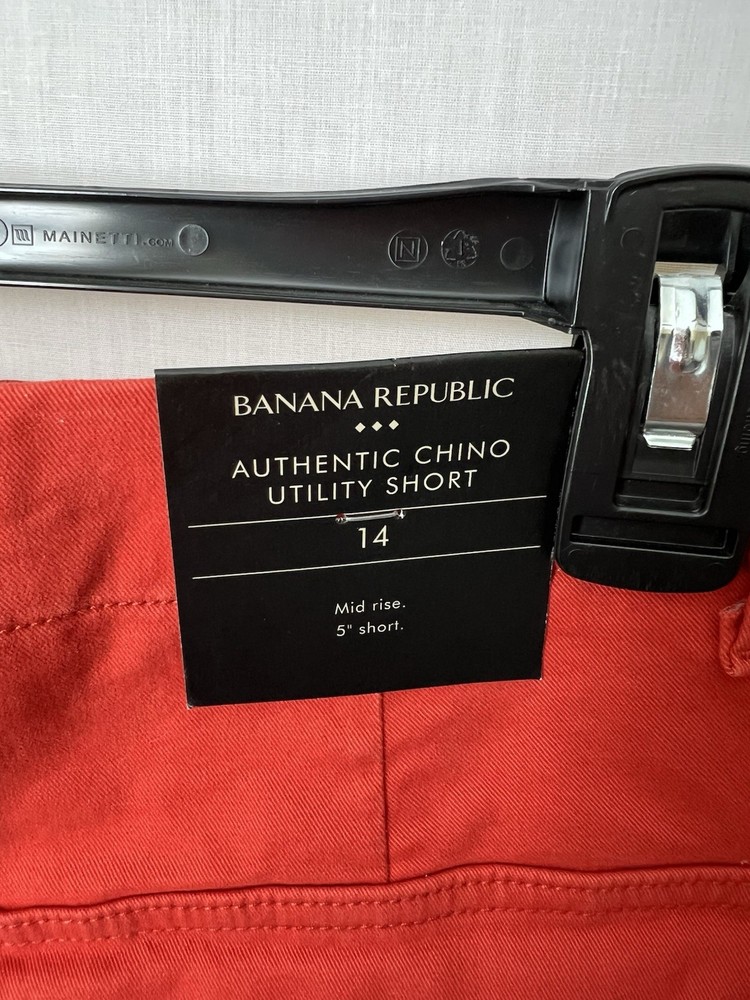 MAINETTI.COM
N
BANANA REPUBLIC
AUTHENTIC CHINO
UTILITY SHORT
14
Mid rise.
5" short.